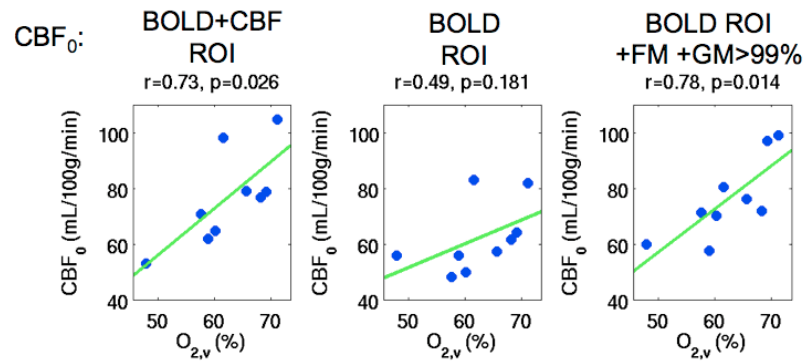 CBF₀:
BOLD+CBF
ROI
r=0.73, p=0.026
CBF₀ (mL/100g/min)
100
80
60
40
50
60
70
O₂,ᵥ (%)
BOLD
ROI
r=0.49, p=0.181
CBF₀ (mL/100g/min)
100
80
60
40
50
60
70
O₂,ᵥ (%)
BOLD ROI
+FM +GM>99%
r=0.78, p=0.014
CBF₀ (mL/100g/min)
100
80
60
40
50
60
70
O₂,ᵥ (%)